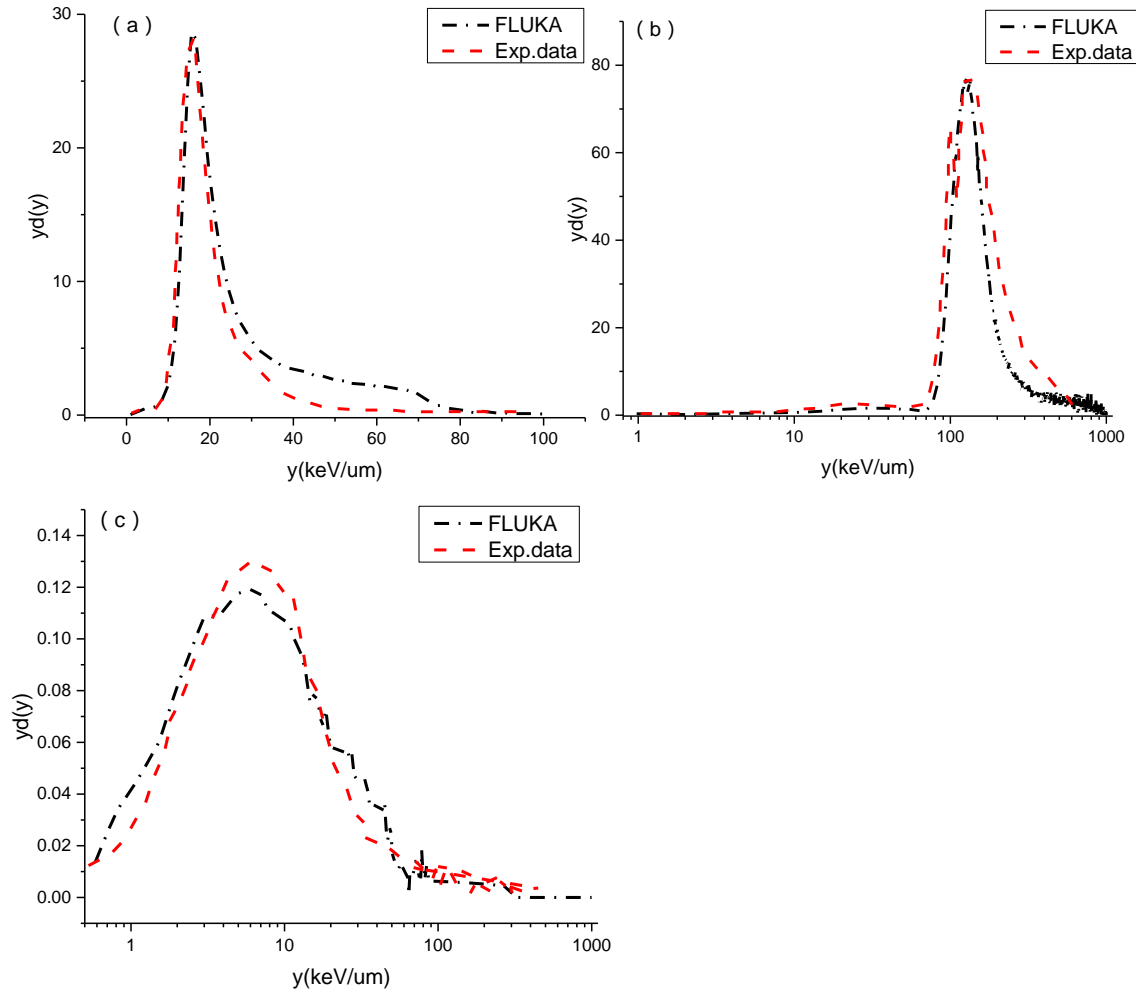 ( a )
FLUKA
Exp.data
30
20
10
0
yd(y)
0 20 40 60 80 100
y(keV/um)
( b )
FLUKA
Exp.data
80
60
40
20
0
yd(y)
1 10 100 1000
y(keV/um)
( c )
FLUKA
Exp.data
0.14
0.12
0.10
0.08
0.06
0.04
0.02
0.00
yd(y)
1 10 100 1000
y(keV/um)